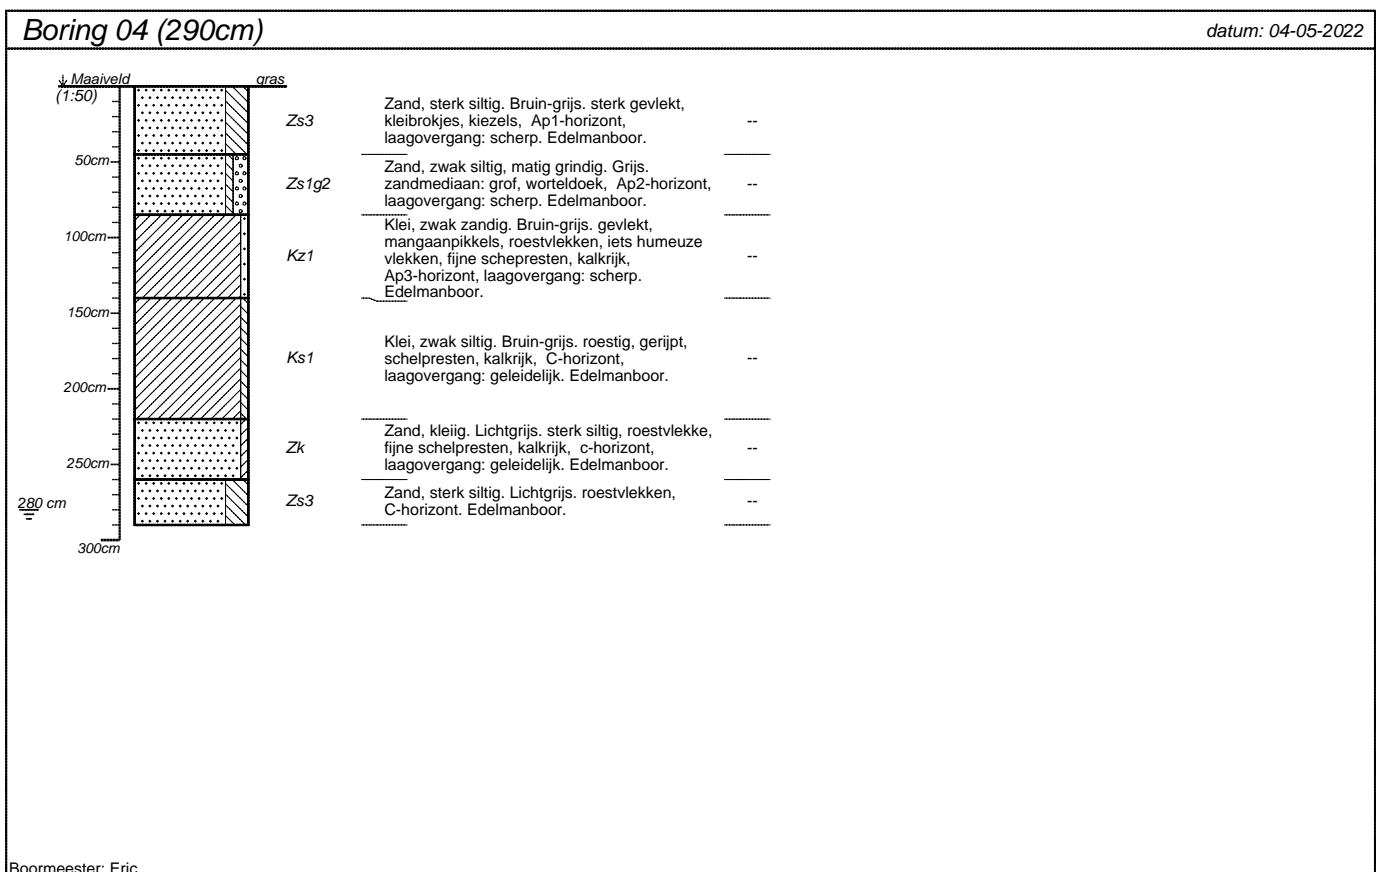 Boring 04 (290cm)
datum: 04-05-2022
Maaiveld
gras
(1:50)
Zs3
Zand, sterk siltig. Bruin-grijs. sterk gevlekt,
kleibrokjes, kiezels, Ap1-horizont,
laagovergang: scherp. Edelmanboor.
--
50cm
Zs1g2
Zand, zwak siltig, matig grindig. Grijs.
zandmediaan: grof, worteldoek, Ap2-horizont,
laagovergang: scherp. Edelmanboor.
--
100cm
Kz1
Klei, zwak zandig. Bruin-grijs. gevlekt,
mangaanpikkels, roestvlekken, iets humeuze
vlekken, fijne schepresten, kalkrijk,
Ap3-horizont, laagovergang: scherp.
Edelmanboor.
--
150cm
Ks1
Klei, zwak siltig. Bruin-grijs. roestig, gerijpt,
schelpresten, kalkrijk, C-horizont,
laagovergang: geleidelijk. Edelmanboor.
--
200cm
Zk
Zand, kleiig. Lichtgrijs. sterk siltig, roestvlekke,
fijne schelpresten, kalkrijk, c-horizont,
laagovergang: geleidelijk. Edelmanboor.
--
250cm
280 cm
Zs3
Zand, sterk siltig. Lichtgrijs. roestvlekken,
C-horizont. Edelmanboor.
--
300cm
Boormeester: Eric